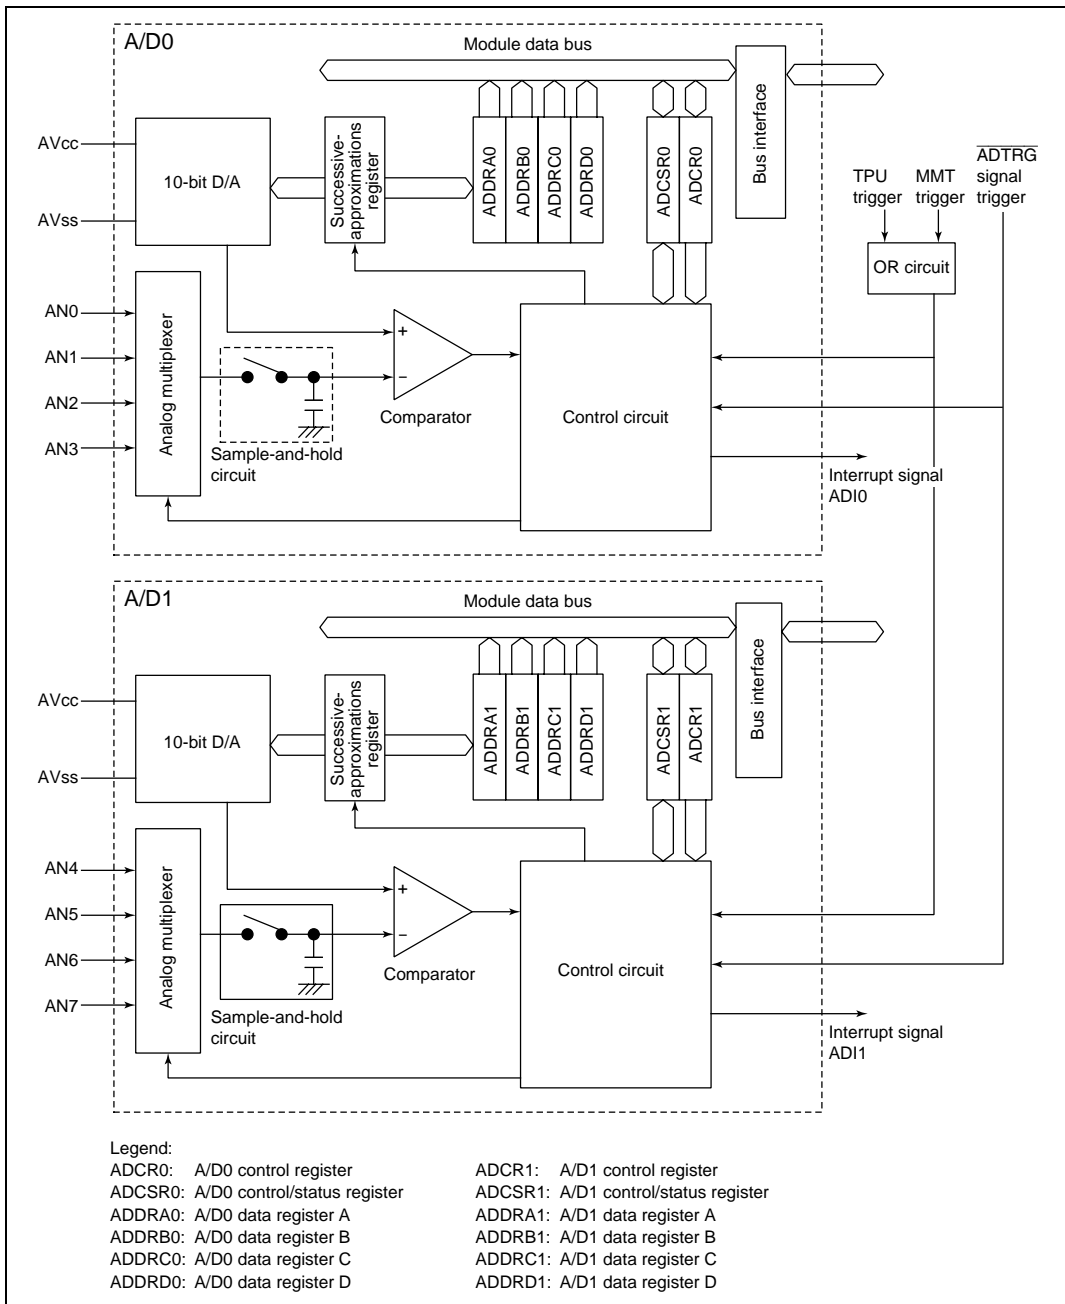 A/D0
Module data bus
AVcc
AVss
10-bit D/A
Successive-
approximations
register
ADDRA0
ADDRB0
ADDRC0
ADDRD0
ADCSR0
ADCR0
Bus interface
TPU
trigger
MMT
trigger
ADTRG
signal
trigger
OR circuit
AN0
AN1
AN2
AN3
Analog multiplexer
Sample-and-hold
circuit
+
−
Comparator
Control circuit
Interrupt signal
ADI0
A/D1
Module data bus
AVcc
AVss
10-bit D/A
Successive-
approximations
register
ADDRA1
ADDRB1
ADDRC1
ADDRD1
ADCSR1
ADCR1
Bus interface
AN4
AN5
AN6
AN7
Analog multiplexer
Sample-and-hold
circuit
+
−
Comparator
Control circuit
Interrupt signal
ADI1
Legend:
ADCR0: A/D0 control register
ADCSR0: A/D0 control/status register
ADDRA0: A/D0 data register A
ADDRB0: A/D0 data register B
ADDRC0: A/D0 data register C
ADDRD0: A/D0 data register D
ADCR1: A/D1 control register
ADCSR1: A/D1 control/status register
ADDRA1: A/D1 data register A
ADDRB1: A/D1 data register B
ADDRC1: A/D1 data register C
ADDRD1: A/D1 data register D